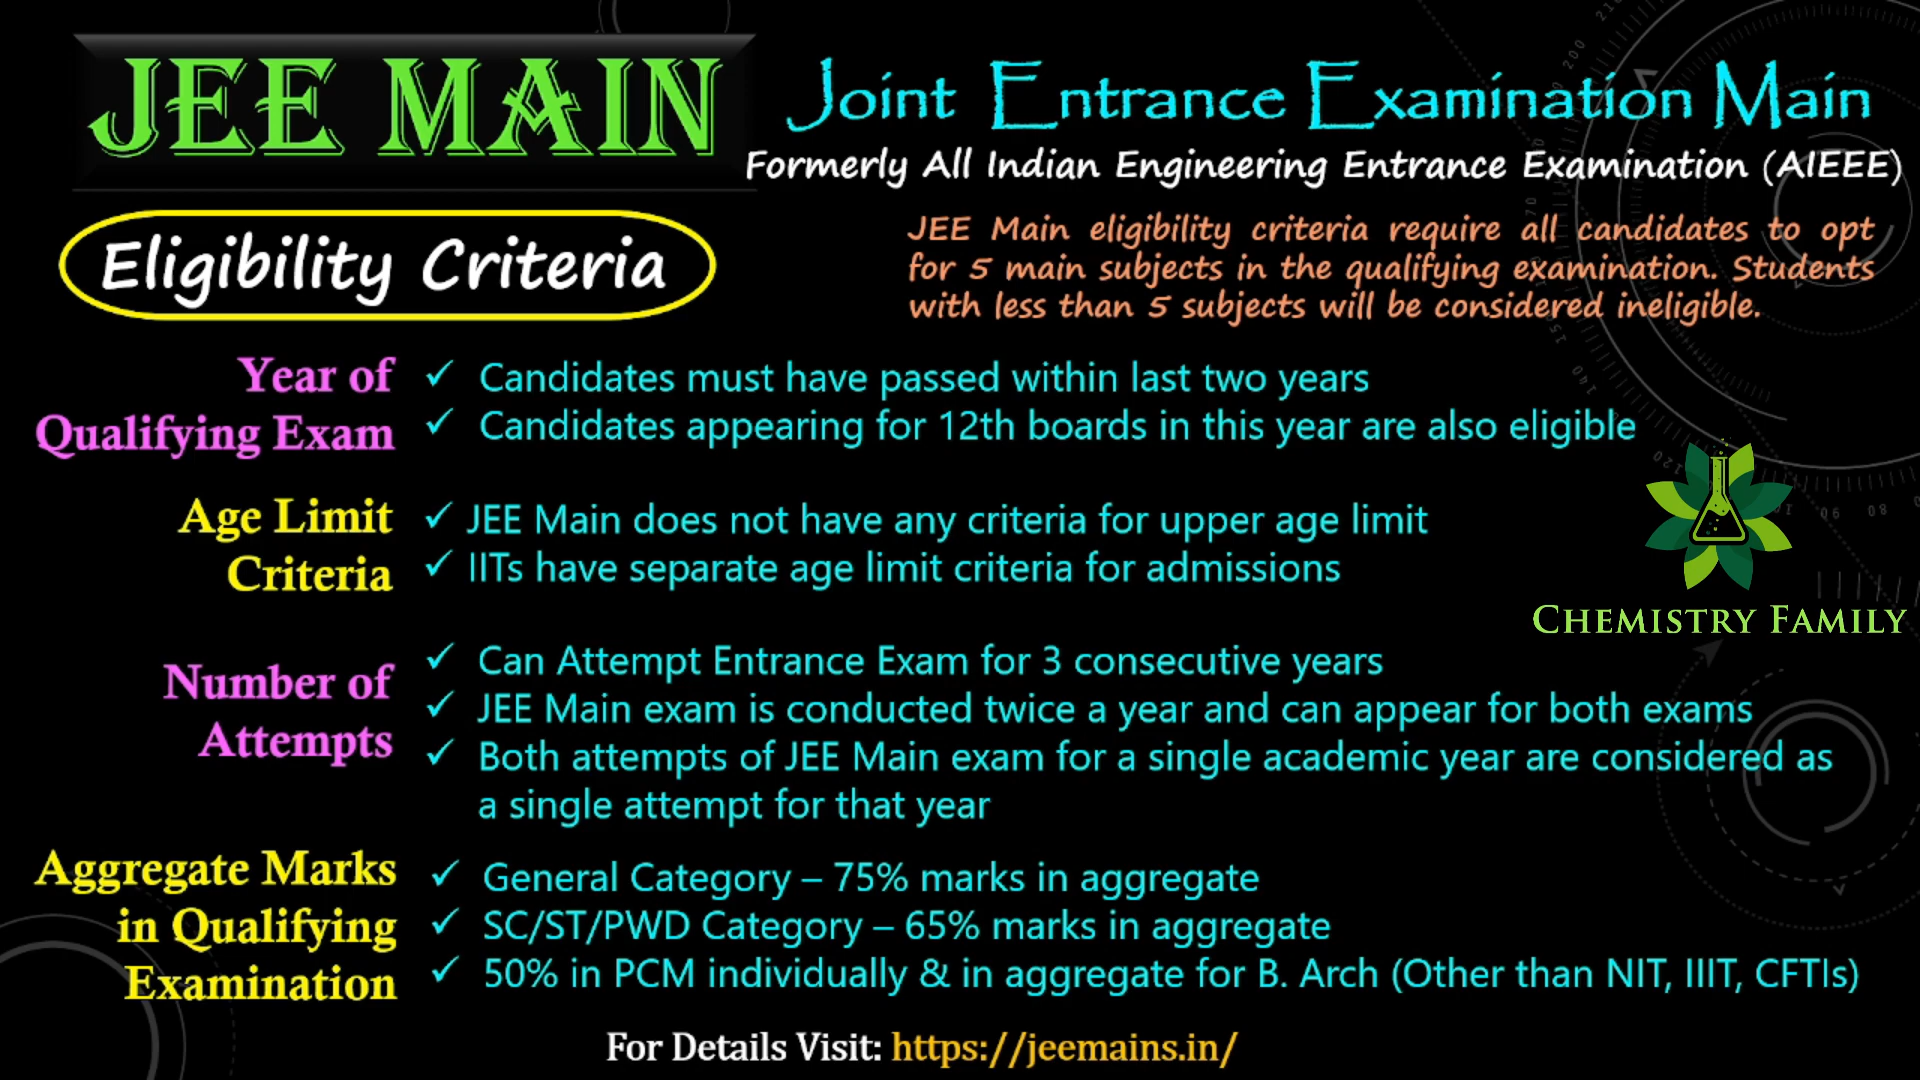 JEE MAIN
Joint Entrance Examination Main
Formerly All Indian Engineering Entrance Examination (AIEEE)
Eligibility Criteria
JEE Main eligibility criteria require all candidates to opt
for 5 main subjects in the qualifying examination. Students
with less than 5 subjects will be considered ineligible.
Year of
Qualifying Exam
✓ Candidates must have passed within last two years
✓ Candidates appearing for 12th boards in this year are also eligible
Age Limit
Criteria
✓ JEE Main does not have any criteria for upper age limit
✓ IITs have separate age limit criteria for admissions
CHEMISTRY FAMILY
Number of
Attempts
✓ Can Attempt Entrance Exam for 3 consecutive years
✓ JEE Main exam is conducted twice a year and can appear for both exams
✓ Both attempts of JEE Main exam for a single academic year are considered as
a single attempt for that year
Aggregate Marks
in Qualifying
Examination
✓ General Category – 75% marks in aggregate
✓ SC/ST/PWD Category – 65% marks in aggregate
✓ 50% in PCM individually & in aggregate for B. Arch (Other than NIT, IIIT, CFTIs)
For Details Visit: https://jeemains.in/